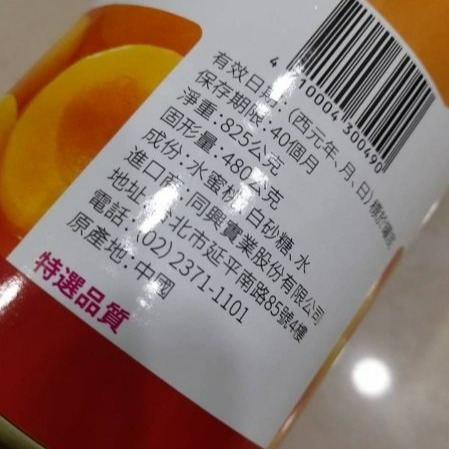 4 710004 300490
有效日期:(西元年、月、日)標於罐底
保存期限:40個月
淨重:825公克
固形量:480公克
成份:水蜜桃、白砂糖、水
進口商:同興實業股份有限公司
地址:台北市延平南路85號4樓
電話:(02) 2371-1101
原產地:中國
特選品質